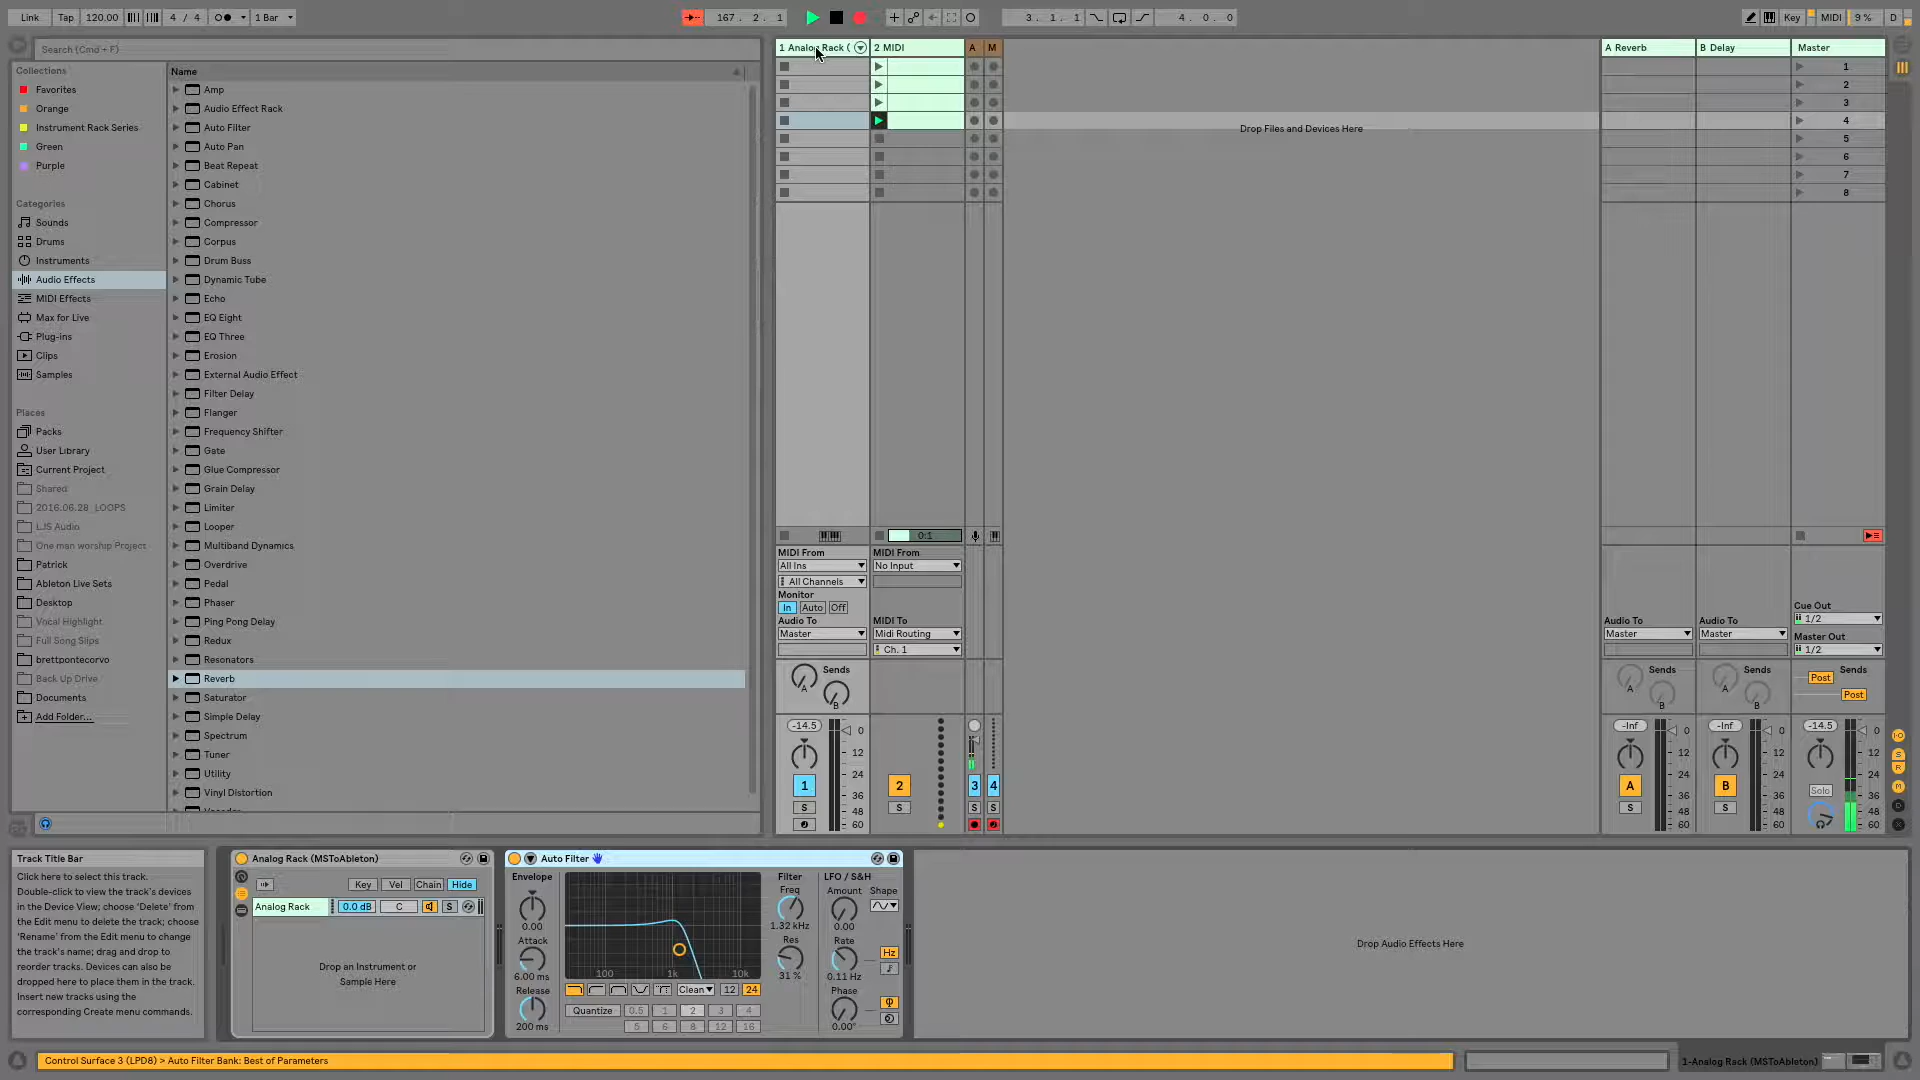 Link Tap 120.00 4 / 4 1 Bar 167 . 2 . 1 3 . 1 . 1 4 . 0 . 0 Key MIDI 9 % D
Search (Cmd + F)
Collections
Favorites
Orange
Instrument Rack Series
Green
Purple
Categories
Sounds
Drums
Instruments
Audio Effects
MIDI Effects
Max for Live
Plug-ins
Clips
Samples
Places
Packs
User Library
Current Project
Shared
2016.06.28_LOOPS
LJS Audio
One man worship Project
Patrick
Ableton Live Sets
Desktop
Vocal Highlight
Full Song Slips
brettpontecorvo
Back Up Drive
Documents
Add Folder...
Name
Amp
Audio Effect Rack
Auto Filter
Auto Pan
Beat Repeat
Cabinet
Chorus
Compressor
Corpus
Drum Buss
Dynamic Tube
Echo
EQ Eight
EQ Three
Erosion
External Audio Effect
Filter Delay
Flanger
Frequency Shifter
Gate
Glue Compressor
Grain Delay
Limiter
Looper
Multiband Dynamics
Overdrive
Pedal
Phaser
Ping Pong Delay
Redux
Resonators
Reverb
Saturator
Simple Delay
Spectrum
Tuner
Utility
Vinyl Distortion
1 Analog Rack ( 2 MIDI A M A Reverb B Delay Master
1
2
3
4
5
6
7
8
Drop Files and Devices Here
0:1
MIDI From MIDI From
All Ins No Input
All Channels
Monitor
In Auto Off
Audio To MIDI To
Master Midi Routing
Ch. 1
Audio To Audio To
Master Master
Cue Out
1/2
Master Out
1/2
Sends Sends Sends Sends
A B A B A B
Post
Post
-14.5 -Inf -Inf -14.5
0 0 0 0
12 12 12 12
24 24 24 24
36 36 36 36
48 48 48 48
60 60 60 60
1 2 3 4 A B Solo
S S S S S S
S
R
M
D
Track Title Bar
Click here to select this track.
Double-click to view the track's devices
in the Device View; choose 'Delete' from
the Edit menu to delete the track; choose
'Rename' from the Edit menu to change
the track's name; drag and drop to
reorder tracks. Devices can also be
dropped here to place them in the track.
Insert new tracks using the
corresponding Create menu commands.
Analog Rack (MSToAbleton)
Key Vel Chain Hide
Analog Rack 0.0 dB C S
Drop an Instrument or
Sample Here
Auto Filter
Envelope
0.00
Attack
6.00 ms
Release
200 ms
100 1k 10k
Clean 12 24
Quantize 0.5 1 2 3 4
5 6 8 12 16
Filter
Freq
1.32 kHz
Res
31 %
LFO / S&H
Amount Shape
0.00
Rate
0.11 Hz
Hz
Phase
0.00°
Drop Audio Effects Here
Control Surface 3 (LPD8) > Auto Filter Bank: Best of Parameters
1-Analog Rack (MSToAbleton)